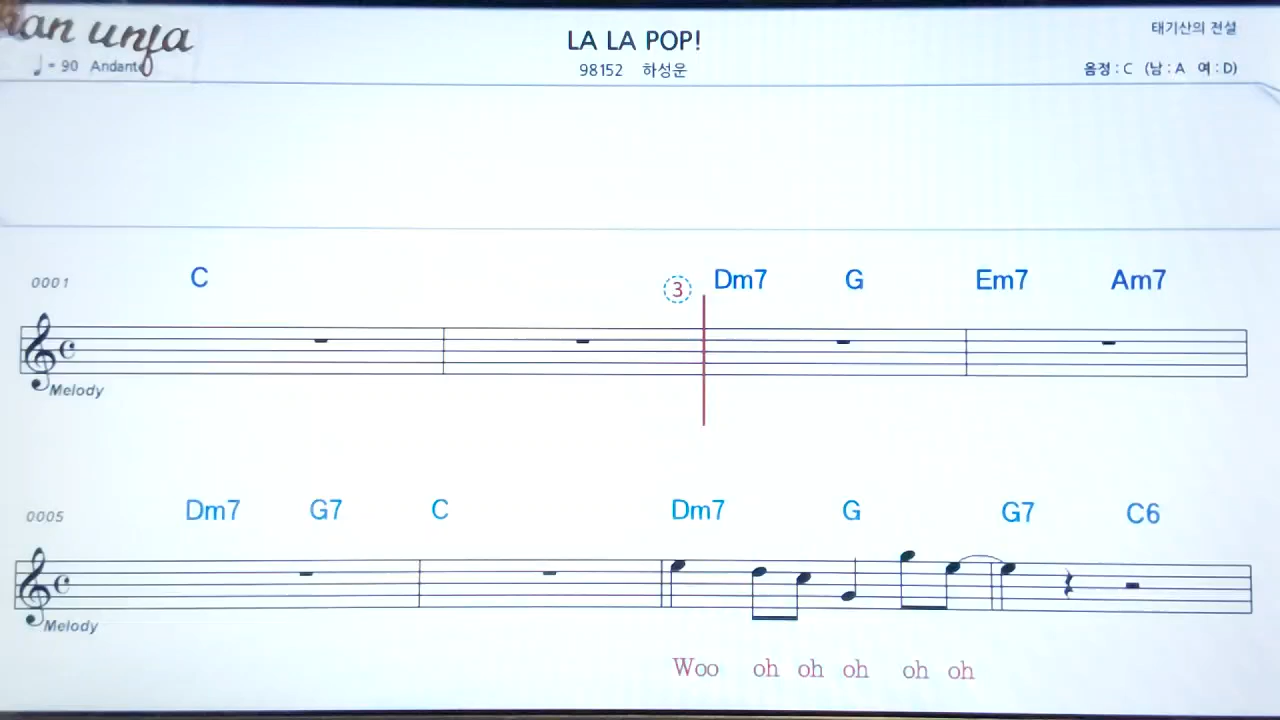 unja
LA LA POP!
태기산의 전설
♩ = 90 Andante
98152 하성운
음정 : C (남 : A 여 : D)
0001 C ③ Dm7 G Em7 Am7
Melody
0005 Dm7 G7 C Dm7 G G7 C6
Melody
Woo oh oh oh oh oh